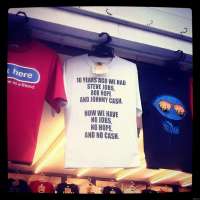 k here
10 YEARS AGO WE HAD
STEVE JOBS,
BOB HOPE
AND JOHNNY CASH.
NOW WE HAVE
NO JOBS,
NO HOPE,
AND NO CASH.